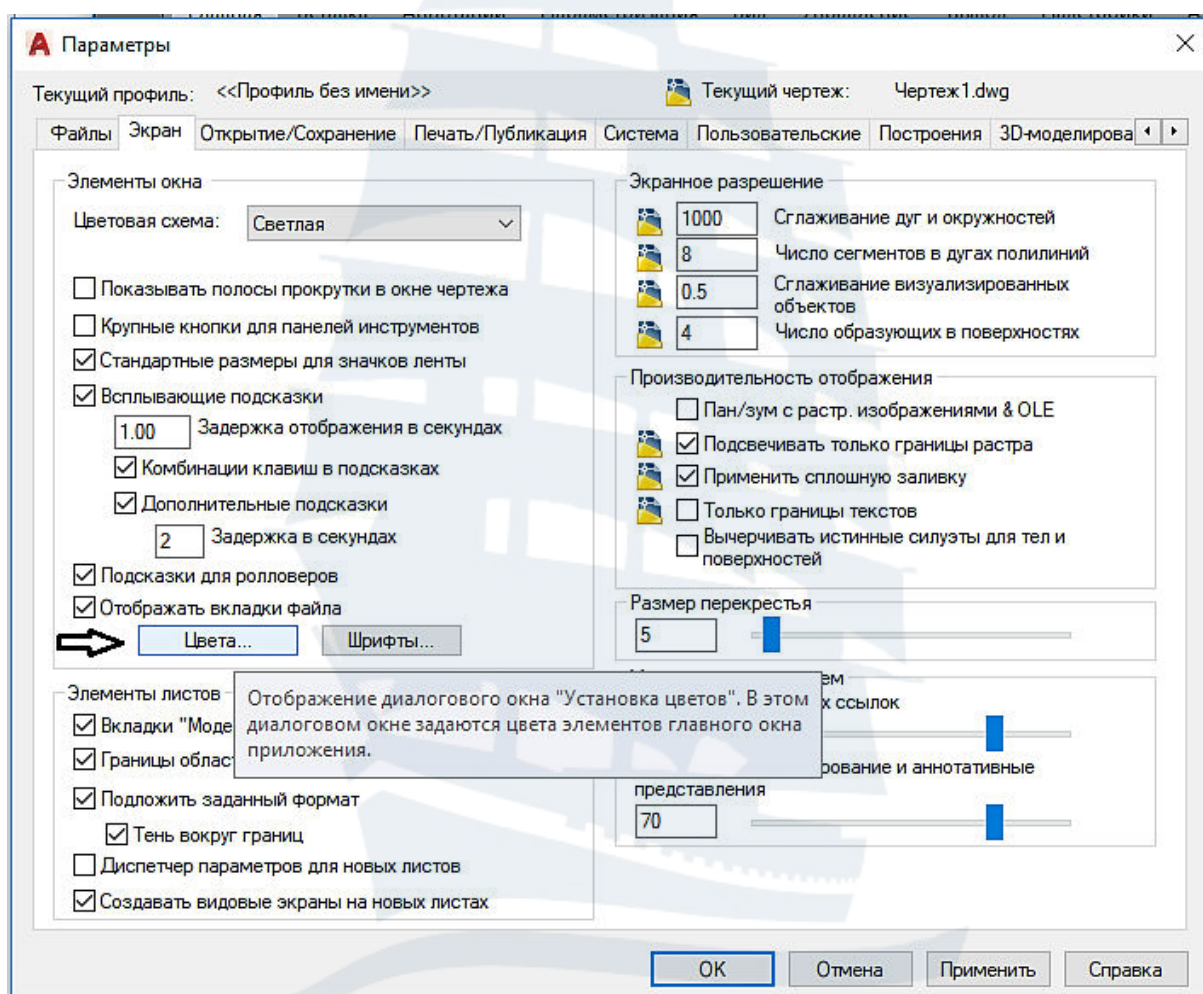 Параметры
Текущий профиль: <<Профиль без имени>> Текущий чертеж: Чертеж1.dwg
Файлы Экран Открытие/Сохранение Печать/Публикация Система Пользовательские Построения 3D-моделирова
Элементы окна
Цветовая схема: Светлая
Показывать полосы прокрутки в окне чертежа
Крупные кнопки для панелей инструментов
Стандартные размеры для значков ленты
Всплывающие подсказки
1.00 Задержка отображения в секундах
Комбинации клавиш в подсказках
Дополнительные подсказки
2 Задержка в секундах
Подсказки для ролловеров
Отображать вкладки файла
Цвета... Шрифты...
Отображение диалогового окна "Установка цветов". В этом
диалоговом окне задаются цвета элементов главного окна
приложения.
Элементы листов
Вкладки "Моде
Границы облас
Подложить заданный формат
Тень вокруг границ
Диспетчер параметров для новых листов
Создавать видовые экраны на новых листах
Экранное разрешение
1000 Сглаживание дуг и окружностей
8 Число сегментов в дугах полилиний
0.5 Сглаживание визуализированных
объектов
4 Число образующих в поверхностях
Производительность отображения
Пан/зум с растр. изображениями & OLE
Подсвечивать только границы растра
Применить сплошную заливку
Только границы текстов
Вычерчивать истинные силуэты для тел и
поверхностей
Размер перекрестья
5
ем
х ссылок
рование и аннотативные
представления
70
OK Отмена Применить Справка